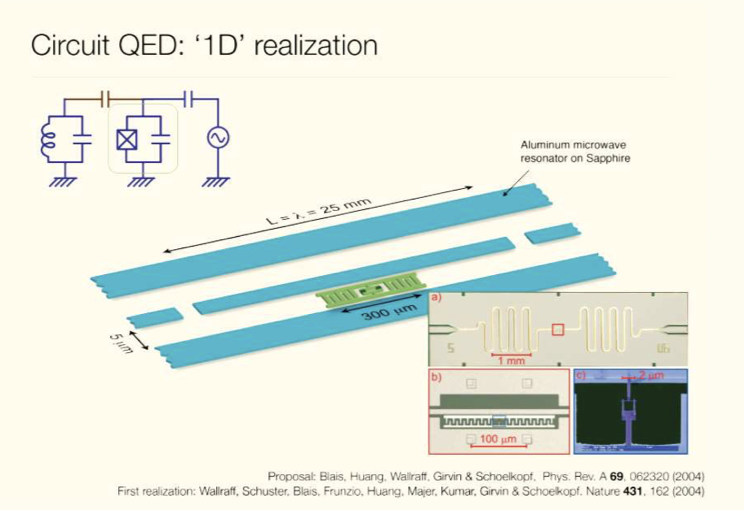 Circuit QED: ‘1D’ realization
Aluminum microwave
resonator on Sapphire
L = λ = 25 mm
300 μm
5 μm
a)
5
1 mm
b)
100 μm
c)
2 μm
Proposal: Blais, Huang, Wallraff, Girvin & Schoelkopf, Phys. Rev. A 69, 062320 (2004)
First realization: Wallraff, Schuster, Blais, Frunzio, Huang, Majer, Kumar, Girvin & Schoelkopf. Nature 431, 162 (2004)